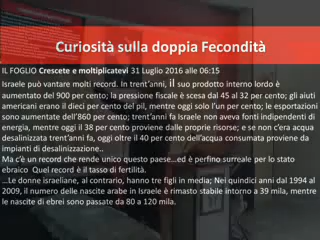 Curiosità sulla doppia Fecondità
IL FOGLIO Crescete e moltiplicatevi 31 Luglio 2016 alle 06:15
Israele può vantare molti record. In trent'anni, il suo prodotto interno lordo è
aumentato del 900 per cento; la pressione fiscale è scesa dal 45 al 32 per cento; gli aiuti
americani erano il dieci per cento del pil, mentre oggi solo l'un per cento; le esportazioni
sono aumentate dell'860 per cento; trent'anni fa Israele non aveva fonti indipendenti di
energia, mentre oggi il 38 per cento proviene dalle proprie risorse; e se non c'era acqua
desalinizzata trent'anni fa, oggi oltre il 40 per cento dell'acqua consumata proviene da
impianti di desalinizzazione..
Ma c'è un record che rende unico questo paese...ed è perfino surreale per lo stato
ebraico Quel record è il tasso di fertilità.
...Le donne israeliane, al contrario, hanno tre figli in media; Nei quindici anni dal 1994 al
2009, il numero delle nascite arabe in Israele è rimasto stabile intorno a 39 mila, mentre
le nascite di ebrei sono passate da 80 a 120 mila.